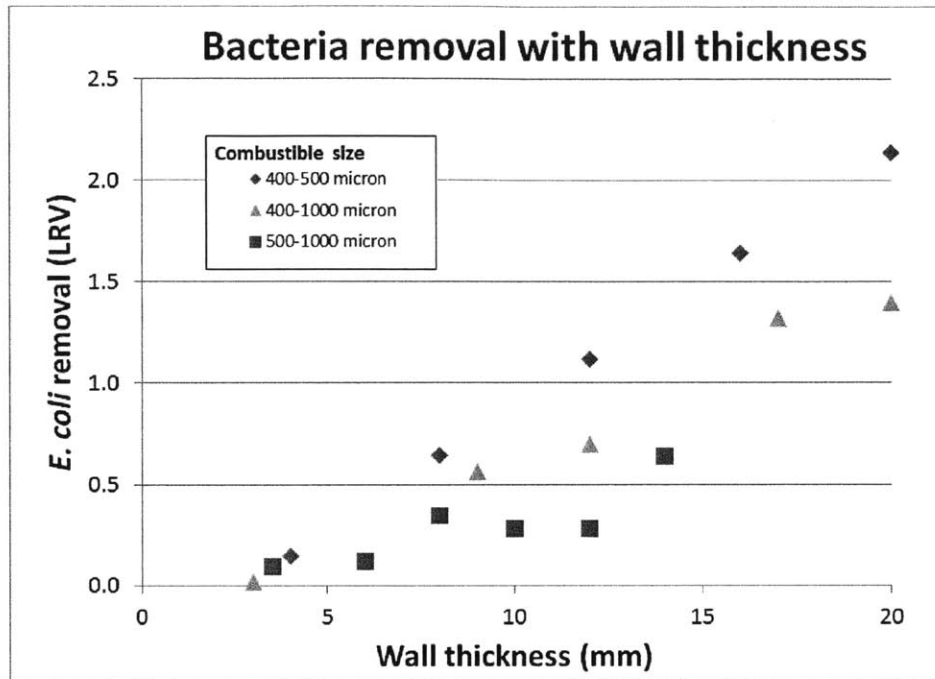 Bacteria removal with wall thickness
2.5
2.0
1.5
1.0
0.5
0.0
E. coli removal (LRV)
Combustible size
400-500 micron
400-1000 micron
500-1000 micron
0 5 10 15 20
Wall thickness (mm)